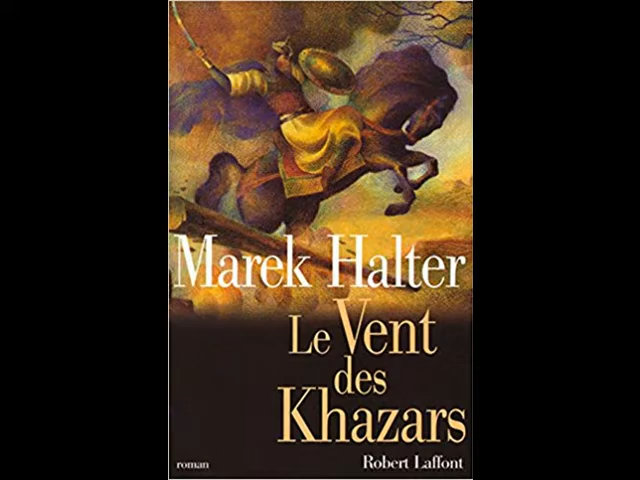 Marek Halter
Le Vent
des
Khazars
roman
Robert Laffont